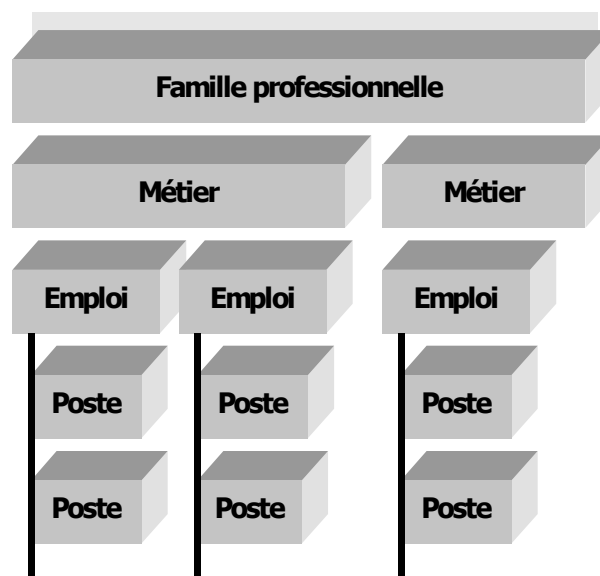 Famille professionnelle
Métier Métier
Emploi Emploi Emploi
Poste Poste Poste
Poste Poste Poste